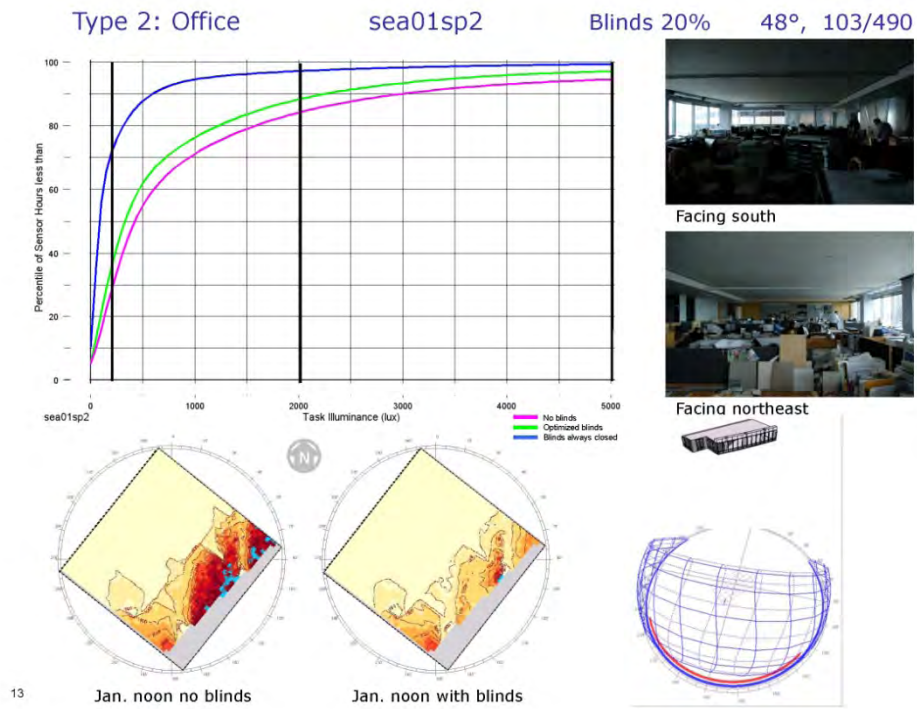 Type 2: Office sea01sp2 Blinds 20% 48°, 103/490
Percentile of Sensor Hours less than
100
80
60
40
20
0
0 1000 2000 3000 4000 5000
sea01sp2
Task Illuminance (lux)
No blinds
Optimized blinds
Blinds always closed
Facing south
Facing northeast
N
Jan. noon no blinds
Jan. noon with blinds
13